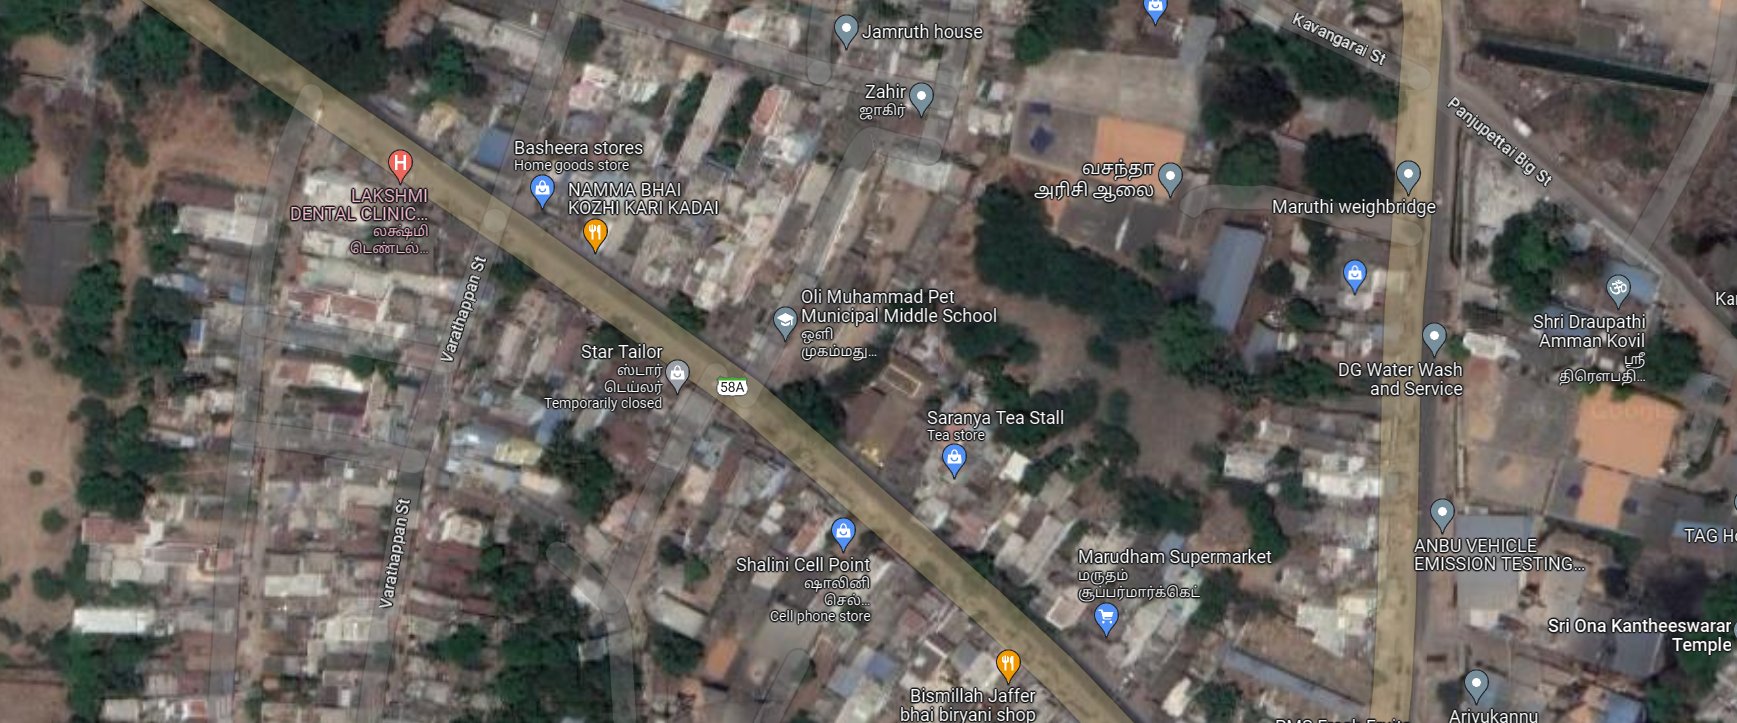 Kavangarai St
Jamruth house
Zahir
ஜாகிர்
Panjupettai Big St
Basheera stores
Home goods store
வசந்தா
அரிசி ஆலை
LAKSHMI
DENTAL CLINIC...
லக்ஷ்மி
டெண்டல்...
NAMMA BHAI
KOZHI KARI KADAI
Maruthi weighbridge
Varathappan St
Oli Muhammad Pet
Municipal Middle School
ஒளி
முகம்மது...
Shri Draupathi
Amman Kovil
ஸ்ரீ
திரௌபதி...
Star Tailor
ஸ்டார்
டெய்லர்
Temporarily closed
58A
DG Water Wash
and Service
Saranya Tea Stall
Tea store
Varathappan St
Shalini Cell Point
ஷாலினி
செல்...
Cell phone store
Marudham Supermarket
மருதம்
சூப்பர்மார்க்கெட்
ANBU VEHICLE
EMISSION TESTING...
TAG
Sri Ona Kantheeswarar
Temple
Bismillah Jaffer
bhai biryani shop
Arivukannu